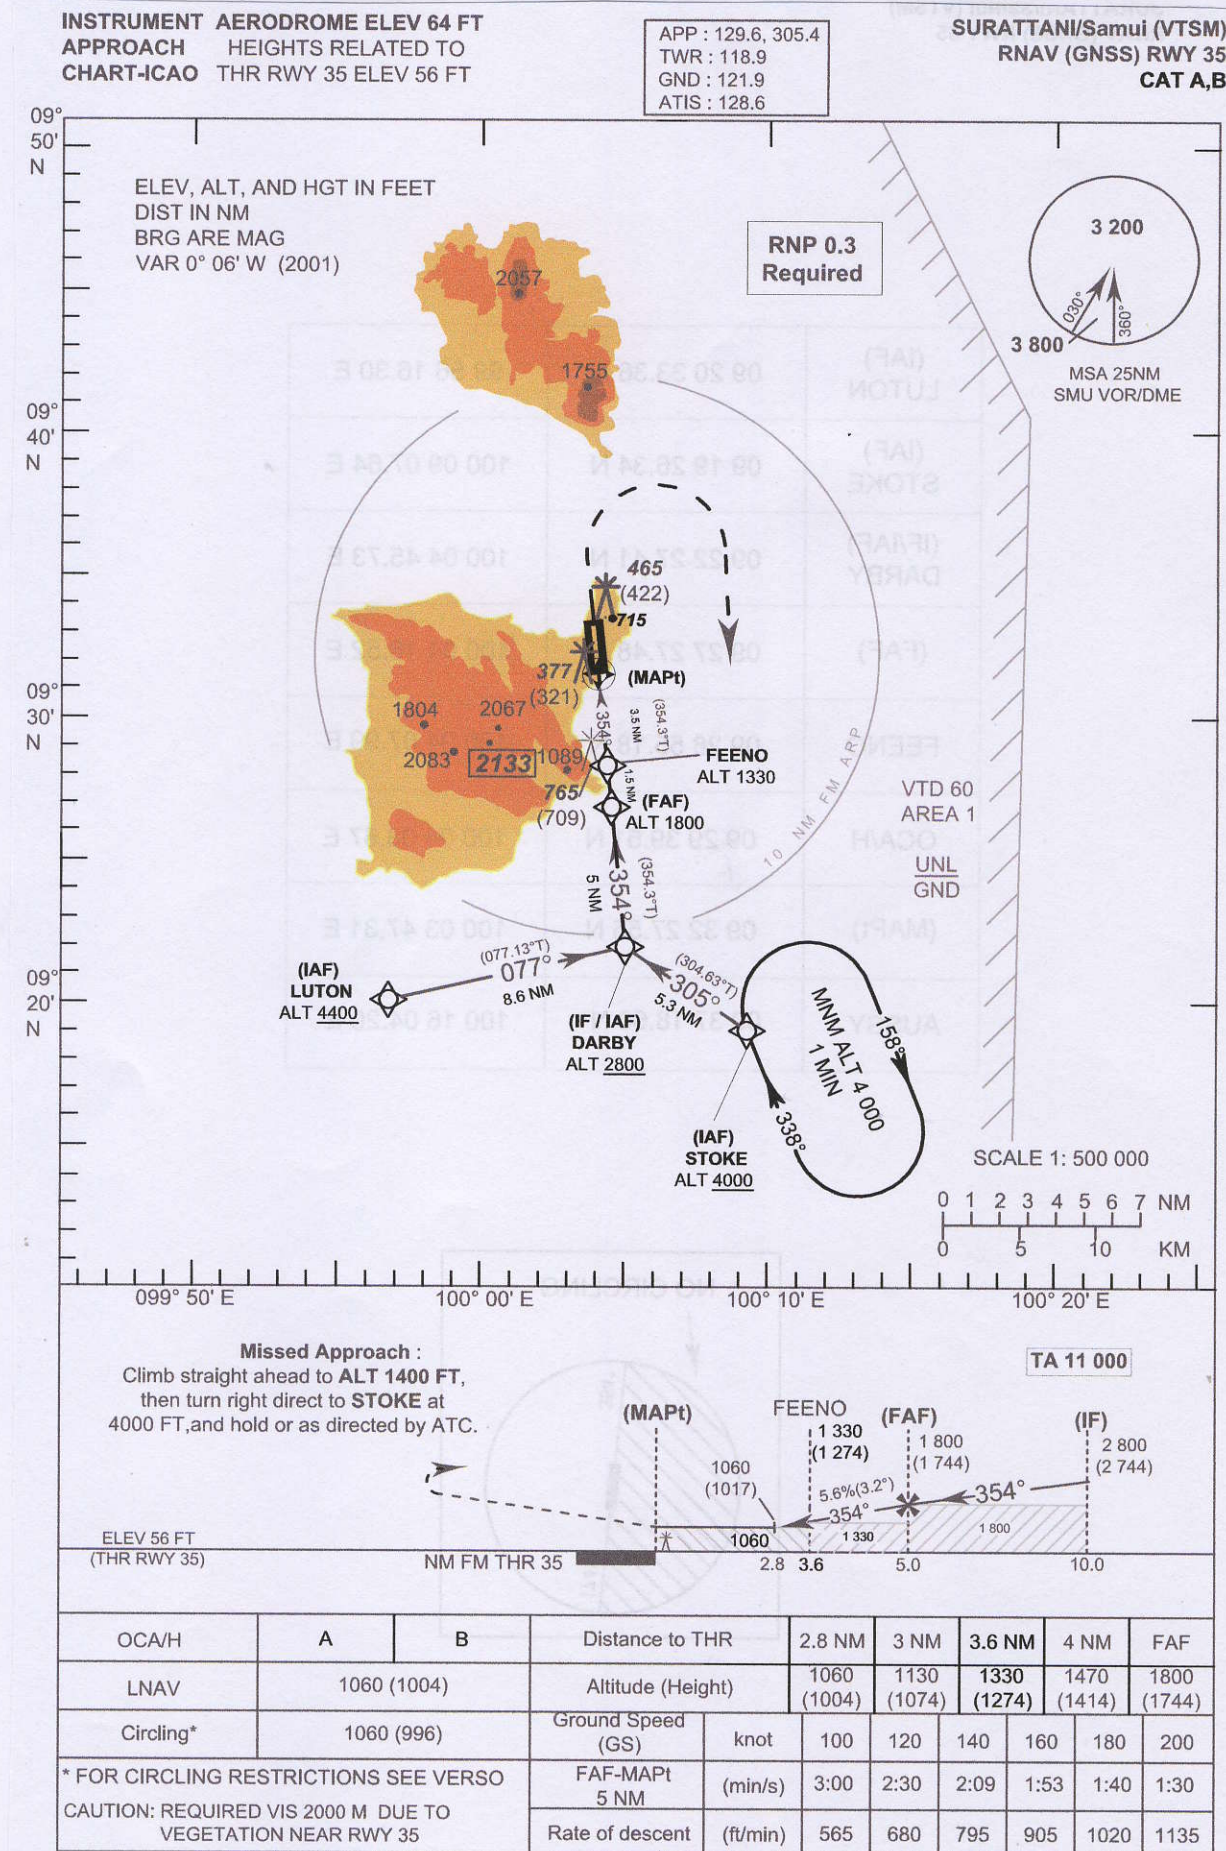 INSTRUMENT AERODROME ELEV 64 FT
APPROACH HEIGHTS RELATED TO
CHART-ICAO THR RWY 35 ELEV 56 FT
APP : 129.6, 305.4
TWR : 118.9
GND : 121.9
ATIS : 128.6
SURATTANI/Samui (VTSM)
RNAV (GNSS) RWY 35
CAT A,B
09°
50'
N
ELEV, ALT, AND HGT IN FEET
DIST IN NM
BRG ARE MAG
VAR 0° 06' W (2001)
RNP 0.3
Required
3 200
030°
360°
3 800
MSA 25NM
SMU VOR/DME
2057
1755
09°
40'
N
465
(422)
715
377
(321)
(MAPt)
09°
30'
N
1804
2067
2083
2133
1089
765
(709)
354°
3.5 NM
(354.3°T)
FEENO
ALT 1330
1.5 NM
(FAF)
ALT 1800
10 NM FM ARP
VTD 60
AREA 1
UNL
GND
5 NM
354°
(354.3°T)
09°
20'
N
(IAF)
LUTON
ALT 4400
(077.13°T)
077°
8.6 NM
(IF / IAF)
DARBY
ALT 2800
(304.63°T)
305°
5.3 NM
MNM ALT 4 000
1 MIN
158°
338°
(IAF)
STOKE
ALT 4000
SCALE 1: 500 000
0 1 2 3 4 5 6 7 NM
0 5 10 KM
099° 50' E 100° 00' E 100° 10' E 100° 20' E
Missed Approach :
Climb straight ahead to ALT 1400 FT,
then turn right direct to STOKE at
4000 FT,and hold or as directed by ATC.
TA 11 000
(MAPt)
FEENO
1 330
(1 274)
(FAF)
1 800
(1 744)
(IF)
2 800
(2 744)
1060
(1017)
5.6%(3.2°)
354°
354°
1060
1 330
1 800
ELEV 56 FT
(THR RWY 35)
NM FM THR 35
2.8 3.6 5.0 10.0
OCA/H A B Distance to THR 2.8 NM 3 NM 3.6 NM 4 NM FAF
LNAV 1060 (1004) Altitude (Height) 1060 1130 1330 1470 1800
(1004) (1074) (1274) (1414) (1744)
Circling* 1060 (996) Ground Speed
(GS) knot 100 120 140 160 180 200
* FOR CIRCLING RESTRICTIONS SEE VERSO
CAUTION: REQUIRED VIS 2000 M DUE TO
VEGETATION NEAR RWY 35
FAF-MAPt
5 NM (min/s) 3:00 2:30 2:09 1:53 1:40 1:30
Rate of descent (ft/min) 565 680 795 905 1020 1135